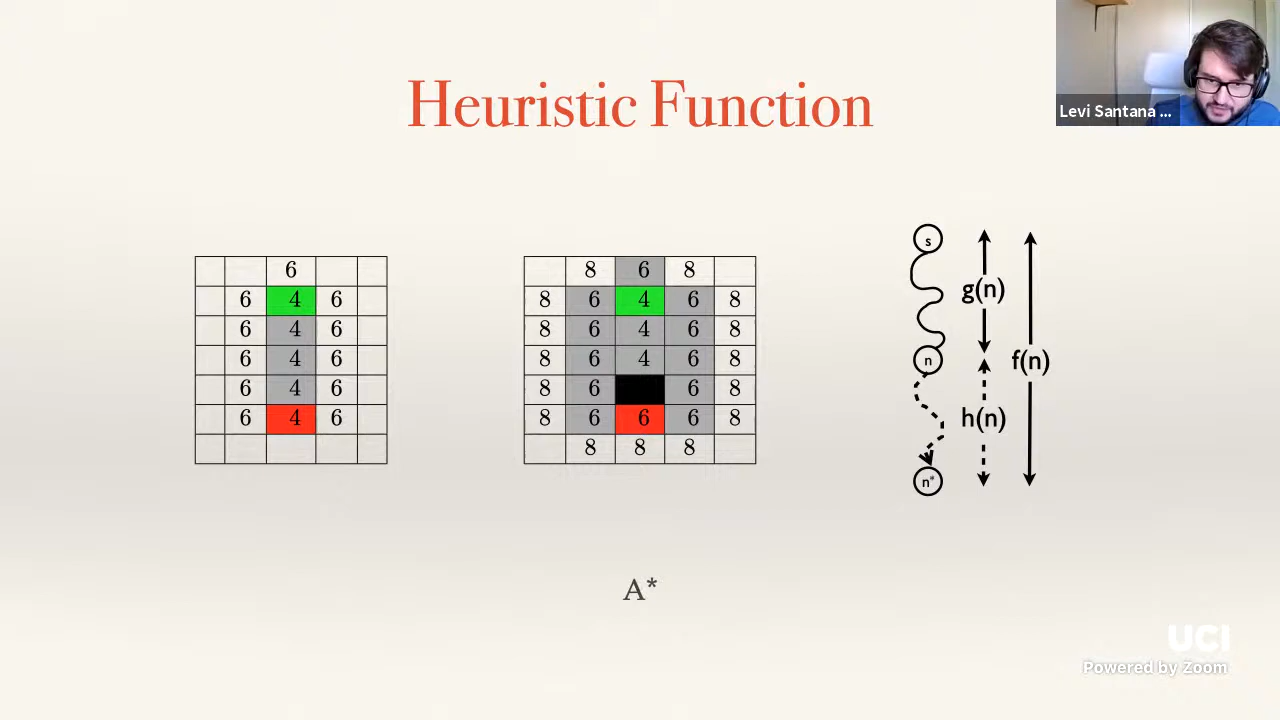 Levi Santana ...
Heuristic Function
6
6 4 6
6 4 6
6 4 6
6 4 6
6 4 6
8 6 8
8 6 4 6 8
8 6 4 6 8
8 6 4 6 8
8 6 6 8
8 6 6 6 8
8 8 8
s
g(n)
n
f(n)
h(n)
n*
A*
UCI
Powered by Zoom